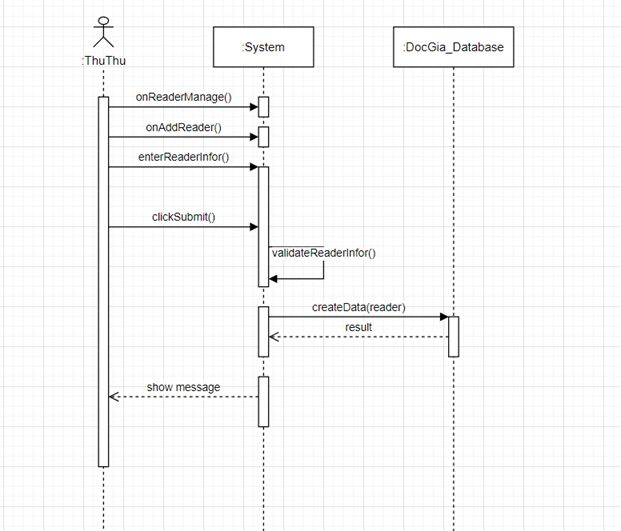 :ThuThu
:System
:DocGia_Database
onReaderManage()
onAddReader()
enterReaderInfor()
clickSubmit()
validateReaderInfor()
createData(reader)
result
show message